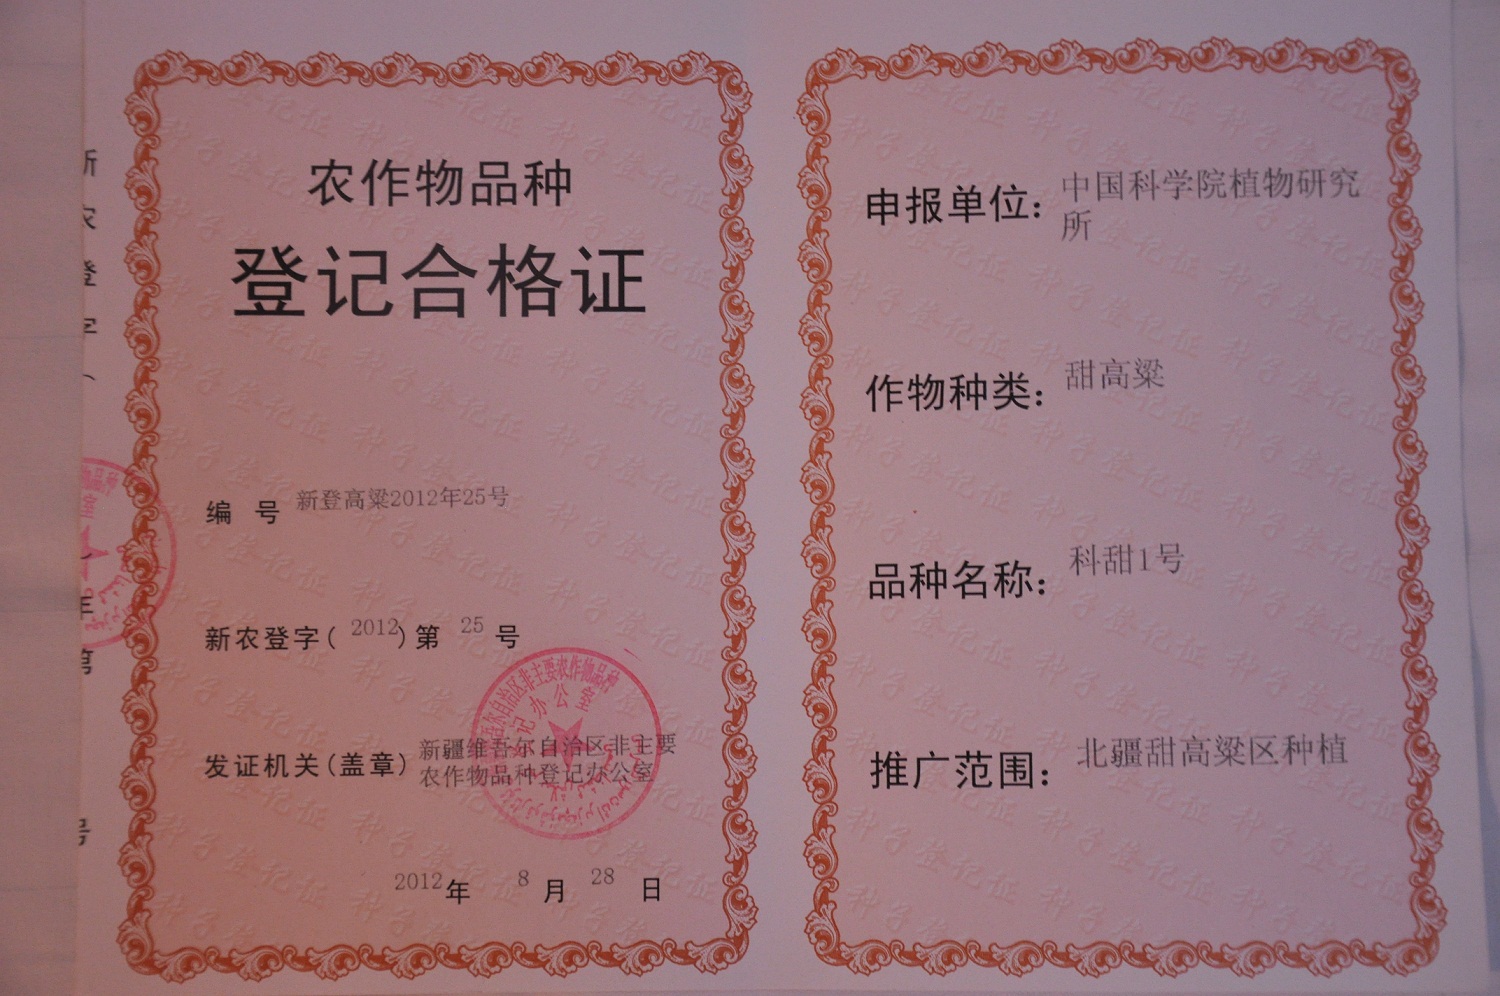 农作物品种
登记合格证
编 号 新登高粱2012年25号
新农登字( 2012) 第 25 号
发证机关(盖章) 新疆维吾尔自治区非主要
农作物品种登记办公室
2012年 8 月 28 日
申报单位: 中国科学院植物研究
所
作物种类: 甜高粱
品种名称: 科甜1号
推广范围: 北疆甜高粱区种植